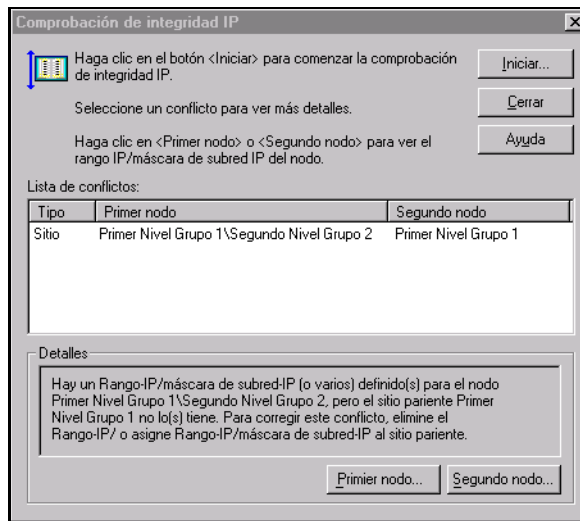 Comprobación de integridad IP
Haga clic en el botón <Iniciar> para comenzar la comprobación
de integridad IP.
Seleccione un conflicto para ver más detalles.
Haga clic en <Primer nodo> o <Segundo nodo> para ver el
rango IP/máscara de subred IP del nodo.
Iniciar...
Cerrar
Ayuda
Lista de conflictos:
Tipo Primer nodo Segundo nodo
Sitio Primer Nivel Grupo 1\Segundo Nivel Grupo 2 Primer Nivel Grupo 1
Detalles
Hay un Rango-IP/máscara de subred-IP (o varios) definido(s) para el nodo
Primer Nivel Grupo 1\Segundo Nivel Grupo 2, pero el sitio pariente Primer
Nivel Grupo 1 no lo(s) tiene. Para corregir este conflicto, elimine el
Rango-IP/ o asigne Rango-IP/máscara de subred-IP al sitio pariente.
Primier nodo... Segundo nodo...